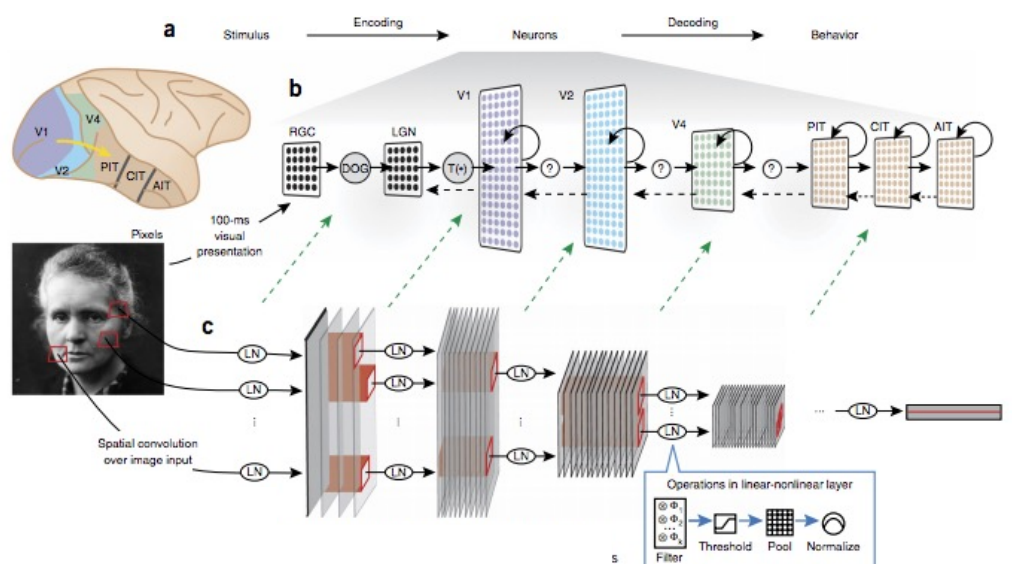 a
Stimulus
Encoding
Neurons
Decoding
Behavior
V1
V2
V4
PIT
CIT
AIT
b
RGC
DOG
LGN
T(•)
V1
?
V2
?
V4
?
PIT
CIT
AIT
100-ms
visual
presentation
Pixels
c
LN
LN
⋮
LN
LN
LN
...
LN
LN
⋮
LN
LN
⋮
LN
...
LN
Spatial convolution
over image input
Operations in linear-nonlinear layer
⊗ Φ1
⊗ Φ2
...
⊗ Φk
Filter
Threshold
Pool
Normalize
s